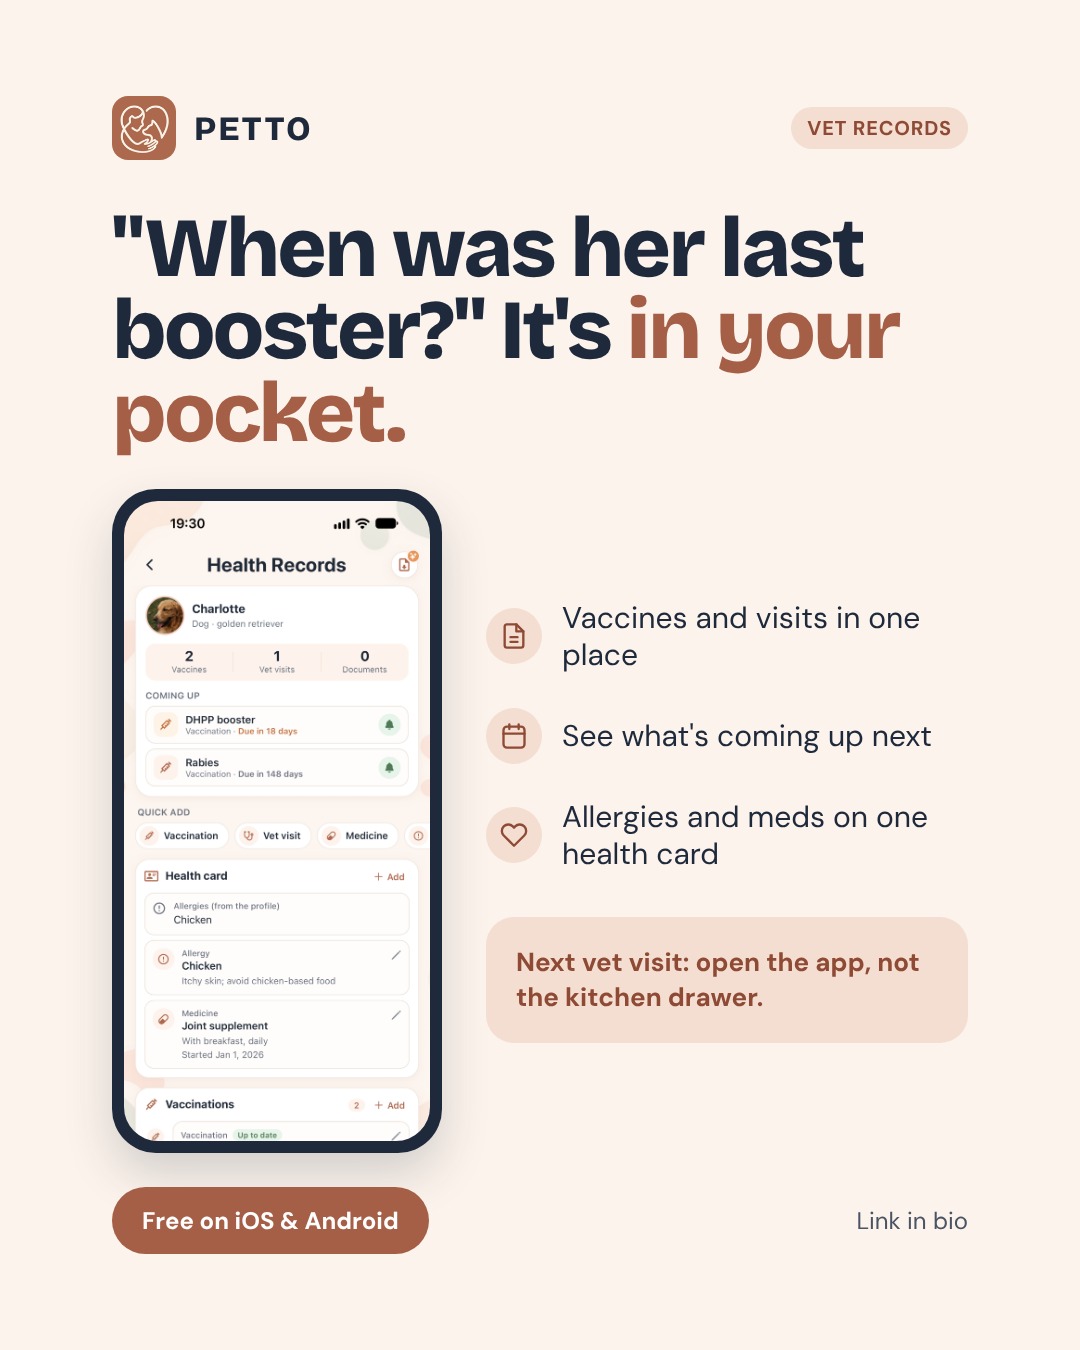 PETTO
VET RECORDS
"When was her last
booster?" It's in your
pocket.
19:30
Health Records
Charlotte
Dog · golden retriever
2
Vaccines
1
Vet visits
0
Documents
COMING UP
DHPP booster
Vaccination · Due in 18 days
Rabies
Vaccination · Due in 148 days
QUICK ADD
Vaccination
Vet visit
Medicine
Health card
+ Add
Allergies (from the profile)
Chicken
Allergy
Chicken
Itchy skin; avoid chicken-based food
Medicine
Joint supplement
With breakfast, daily
Started Jan 1, 2026
Vaccinations
2
+ Add
Vaccination
Up to date
Vaccines and visits in one
place
See what's coming up next
Allergies and meds on one
health card
Next vet visit: open the app, not
the kitchen drawer.
Free on iOS & Android
Link in bio